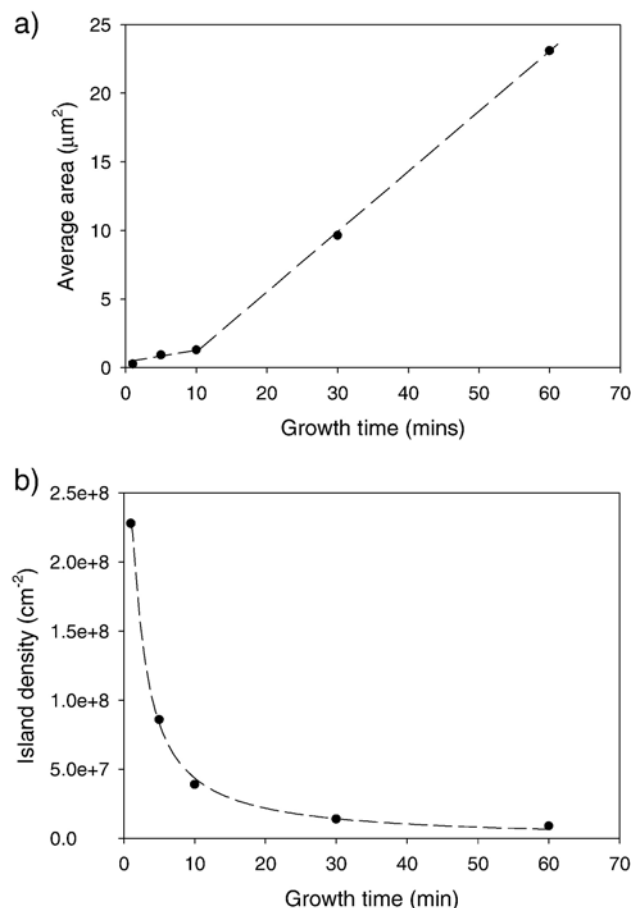 a)
25
20
15
10
5
0
Average area (μm²)
0 10 20 30 40 50 60 70
Growth time (mins)
b)
2.5e+8
2.0e+8
1.5e+8
1.0e+8
5.0e+7
0.0
Island density (cm⁻²)
0 10 20 30 40 50 60 70
Growth time (min)